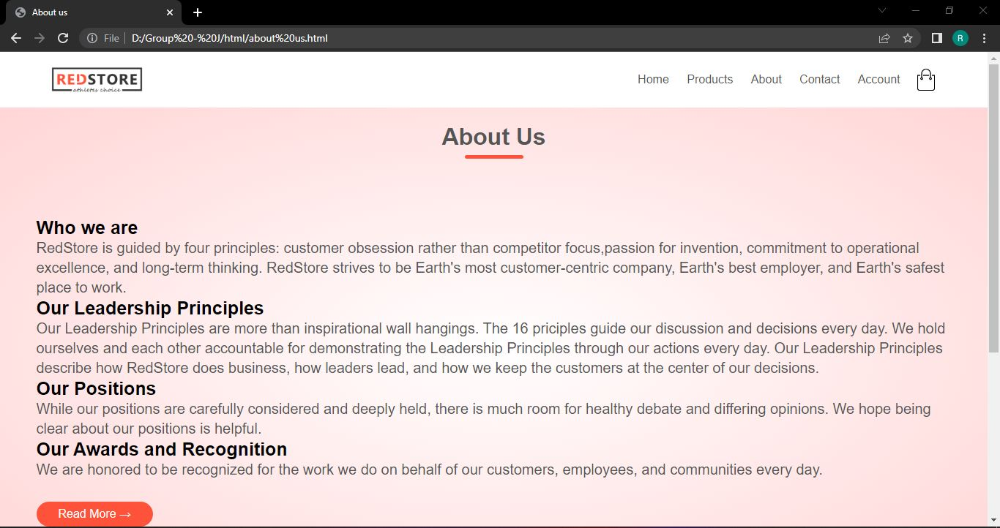 About us
File
D:/Group%20-%20J/html/about%20us.html
R
REDSTORE
athletes choice
Home Products About Contact Account
About Us
Who we are
RedStore is guided by four principles: customer obsession rather than competitor focus,passion for invention, commitment to operational
excellence, and long-term thinking. RedStore strives to be Earth's most customer-centric company, Earth's best employer, and Earth's safest
place to work.
Our Leadership Principles
Our Leadership Principles are more than inspirational wall hangings. The 16 priciples guide our discussion and decisions every day. We hold
ourselves and each other accountable for demonstrating the Leadership Principles through our actions every day. Our Leadership Principles
describe how RedStore does business, how leaders lead, and how we keep the customers at the center of our decisions.
Our Positions
While our positions are carefully considered and deeply held, there is much room for healthy debate and differing opinions. We hope being
clear about our positions is helpful.
Our Awards and Recognition
We are honored to be recognized for the work we do on behalf of our customers, employees, and communities every day.
Read More →